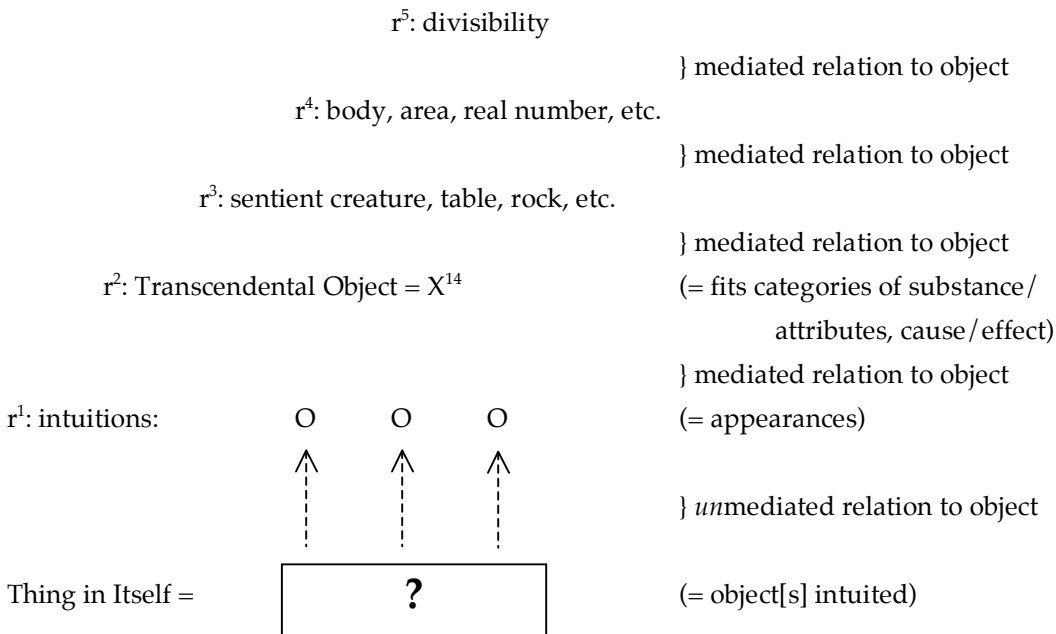 r⁵: divisibility
} mediated relation to object
r⁴: body, area, real number, etc.
} mediated relation to object
r³: sentient creature, table, rock, etc.
} mediated relation to object
r²: Transcendental Object = X¹⁴ (= fits categories of substance/
attributes, cause/effect)
} mediated relation to object
r¹: intuitions: O O O (= appearances)
} unmediated relation to object
Thing in Itself = ? (= object[s] intuited)